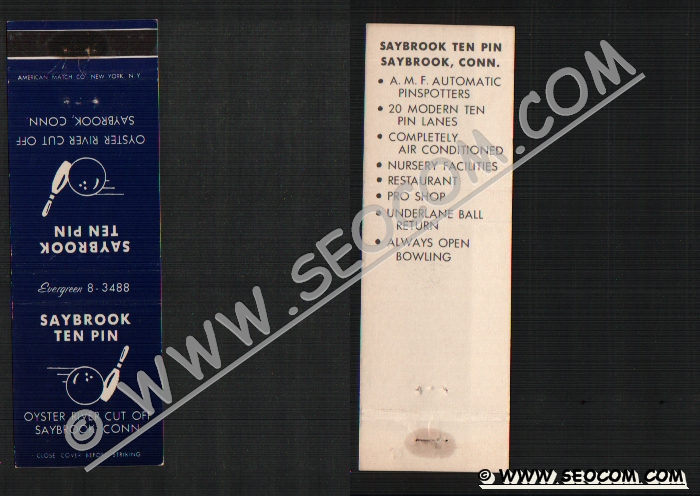 AMERICAN MATCH CO. NEW YORK. N.Y.
OYSTER RIVER CUT OFF
SAYBROOK, CONN
SAYBROOK
TEN PIN
Evergreen 8-3488
SAYBROOK
TEN PIN
OYSTER RIVER CUT OFF
SAYBROOK, CONN
CLOSE COVER BEFORE STRIKING
SAYBROOK TEN PIN
SAYBROOK, CONN.
• A. M. F. AUTOMATIC
PINSPOTTERS
• 20 MODERN TEN
PIN LANES
• COMPLETELY
AIR CONDITIONED
• NURSERY FACILITIES
• RESTAURANT
• PRO SHOP
• UNDERLANE BALL
RETURN
• ALWAYS OPEN
BOWLING
© WWW.SEOCOM.COM
© WWW.SEOCOM.COM